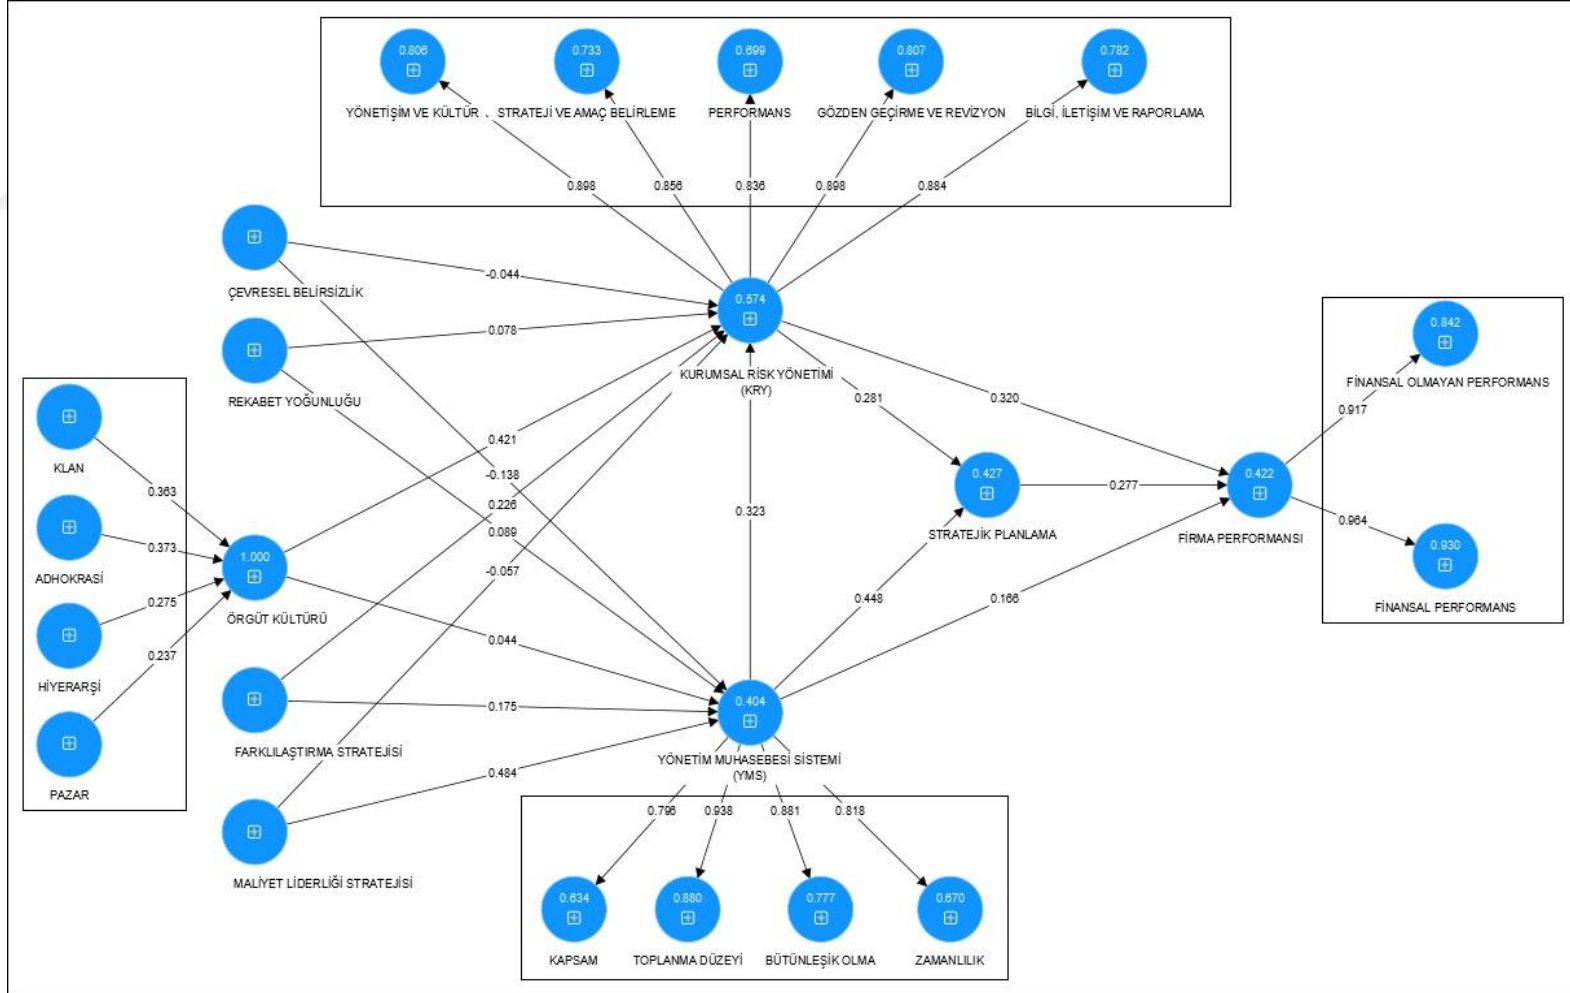 0.806
0.733
0.699
0.807
0.782
YÖNETİŞİM VE KÜLTÜR
STRATEJİ VE AMAÇ BELİRLEME
PERFORMANS
GÖZDEN GEÇİRME VE REVİZYON
BİLGİ, İLETİŞİM VE RAPORLAMA
0.898
0.856
0.836
0.898
0.884
ÇEVRESEL BELİRSİZLİK
-0.044
REKABET YOĞUNLUĞU
0.078
0.574
KURUMSAL RİSK YÖNETİMİ
(KRY)
0.842
FİNANSAL OLMAYAN PERFORMANS
0.917
0.281
0.320
KLAN
0.363
0.421
-0.138
0.226
0.089
-0.057
0.323
0.427
STRATEJİK PLANLAMA
0.277
0.422
FİRMA PERFORMANSI
0.964
0.930
FİNANSAL PERFORMANS
ADHOKRASİ
0.373
1.000
ÖRGÜT KÜLTÜRÜ
0.275
HİYERARŞİ
0.237
PAZAR
0.044
0.448
0.166
FARKLILAŞTIRMA STRATEJİSİ
0.175
0.404
YÖNETİM MUHASEBESİ SİSTEMİ
(YMS)
0.484
MALİYET LİDERLİĞİ STRATEJİSİ
0.796
0.938
0.881
0.818
0.634
0.880
0.777
0.670
KAPSAM
TOPLANMA DÜZEYİ
BÜTÜNLEŞİK OLMA
ZAMANLILIK